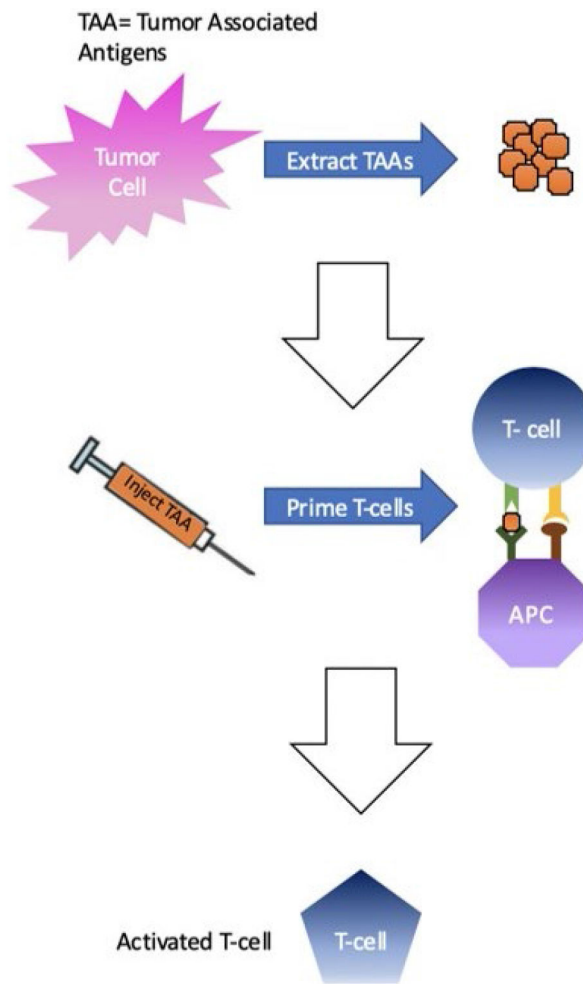 TAA= Tumor Associated
Antigens
Tumor
Cell
Extract TAAs
T- cell
Inject TAA
Prime T-cells
APC
Activated T-cell
T-cell